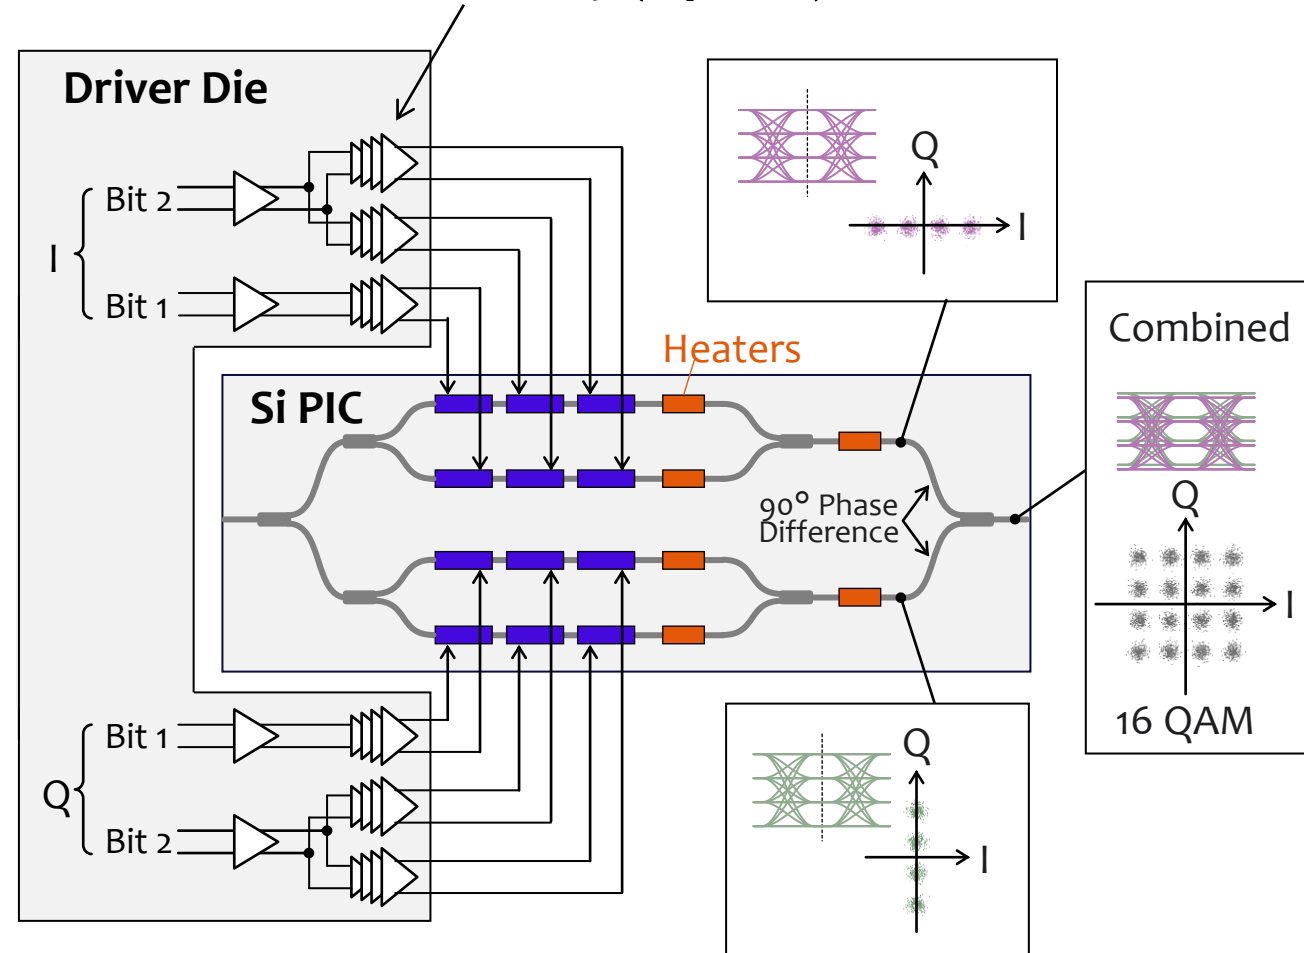 Driver Die
Bit 2
I
Bit 1
Q
I
Heaters
Combined
Si PIC
90° Phase
Difference
Q
I
16 QAM
Bit 1
Q
Bit 2
Q
I